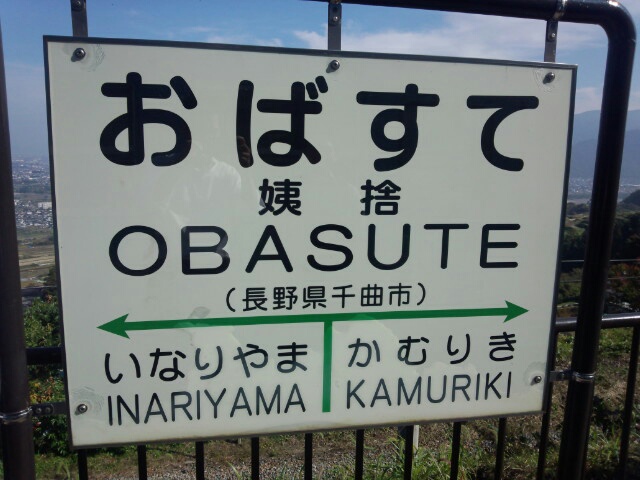 おばすて
姨捨
OBASUTE
（長野県千曲市）
いなりやま かむりき
INARIYAMA KAMURIKI